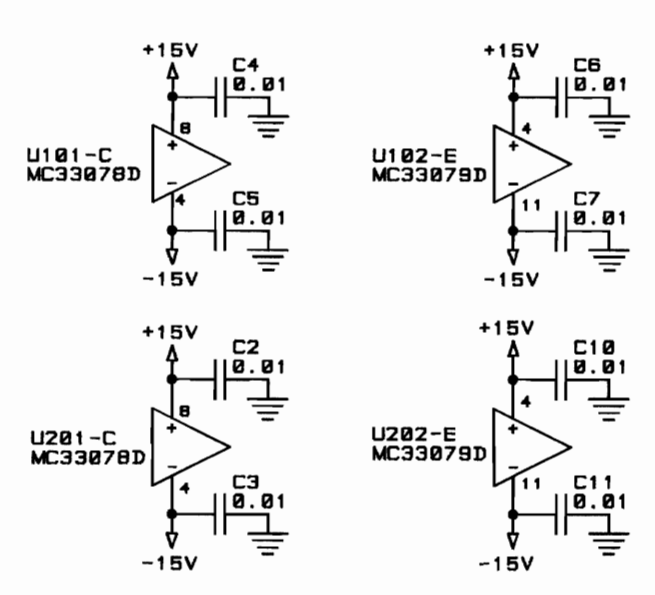 +15V
C4
0.01
8
+
U101-C
MC33078D
-
4
C5
0.01
-15V
+15V
C6
0.01
4
+
U102-E
MC33079D
-
11
C7
0.01
-15V
+15V
C2
0.01
8
+
U201-C
MC33078D
-
4
C3
0.01
-15V
+15V
C10
0.01
4
+
U202-E
MC33079D
-
11
C11
0.01
-15V